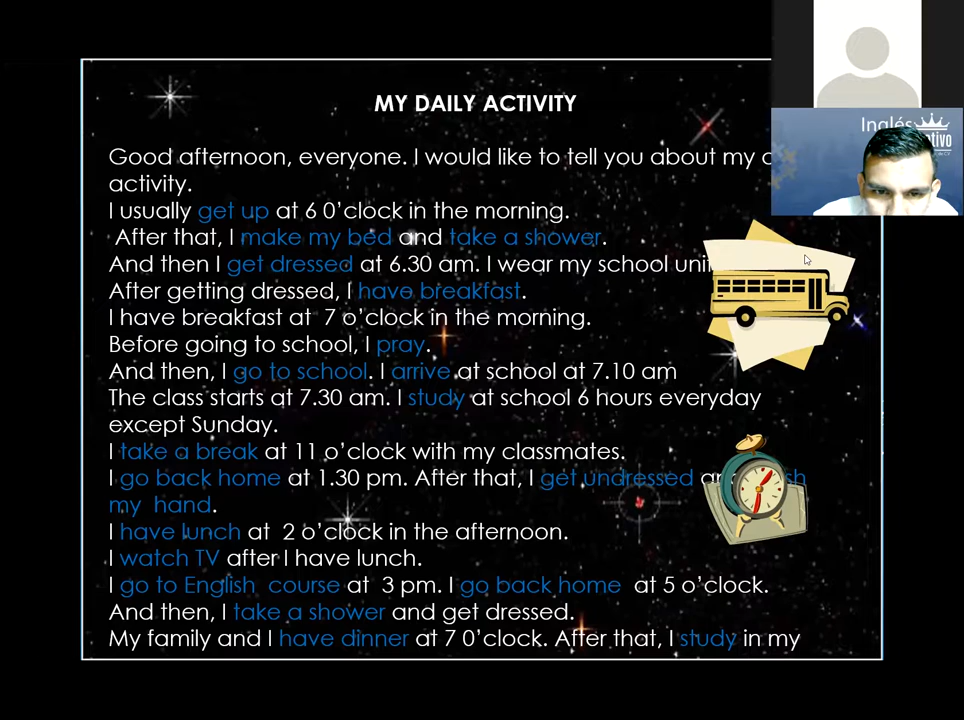 Inglés
MY DAILY ACTIVITY
Good afternoon, everyone. I would like to tell you about my
activity.
I usually get up at 6 0'clock in the morning.
After that, I make my bed and take a shower.
And then I get dressed at 6.30 am. I wear my school
After getting dressed, I have breakfast.
I have breakfast at 7 o'clock in the morning.
Before going to school, I pray.
And then, I go to school. I arrive at school at 7.10 am
The class starts at 7.30 am. I study at school 6 hours everyday
except Sunday.
I take a break at 11 o'clock with my classmates.
I go back home at 1.30 pm. After that, I get undressed
my hand.
I have lunch at 2 o'clock in the afternoon.
I watch TV after I have lunch.
I go to English course at 3 pm. I go back home at 5 o'clock.
And then, I take a shower and get dressed.
My family and I have dinner at 7 0'clock. After that, I study in my